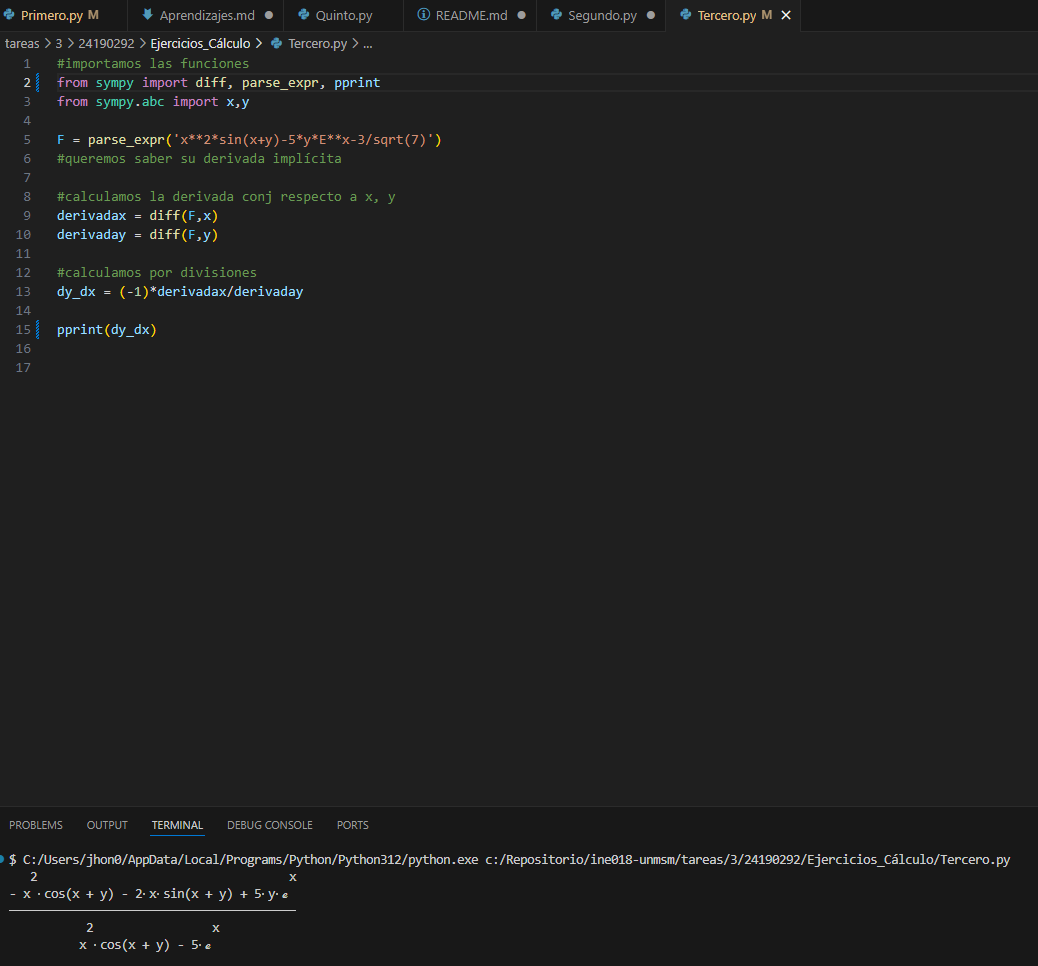 Primero.py M Aprendizajes.md ● Quinto.py README.md ● Segundo.py ● Tercero.py M ×
tareas > 3 > 24190292 > Ejercicios_Cálculo > Tercero.py > ...
1 #importamos las funciones
2 from sympy import diff, parse_expr, pprint
3 from sympy.abc import x,y
4
5 F = parse_expr('x**2*sin(x+y)-5*y*E**x-3/sqrt(7)')
6 #queremos saber su derivada implícita
7
8 #calculamos la derivada conj respecto a x, y
9 derivadax = diff(F,x)
10 derivaday = diff(F,y)
11
12 #calculamos por divisiones
13 dy_dx = (-1)*derivadax/derivaday
14
15 pprint(dy_dx)
16
17
PROBLEMS OUTPUT TERMINAL DEBUG CONSOLE PORTS
$ C:/Users/jhon0/AppData/Local/Programs/Python/Python312/python.exe c:/Repositorio/ine018-unmsm/tareas/3/24190292/Ejercicios_Cálculo/Tercero.py
2 x
- x ⋅cos(x + y) - 2⋅x⋅sin(x + y) + 5⋅y⋅ℯ
2 x
x ⋅cos(x + y) - 5⋅ℯ